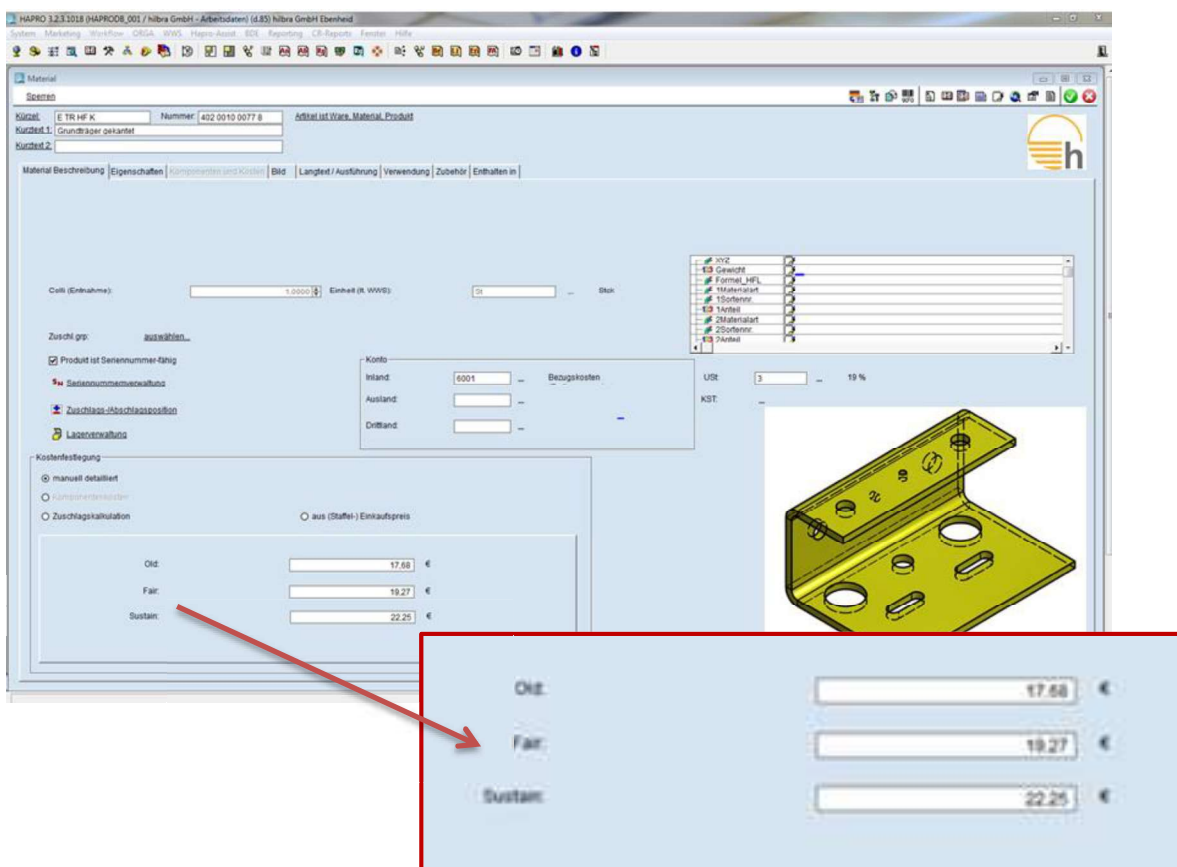 HAPRO 3.2.3.1018 (HAPRODB_001 / hilbra GmbH - Arbeitsdaten) (d.85) hilbra GmbH Ebenheid
System Marketing Workflow ORGA WWS Hapro-Assist BDE Reporting CR-Reports Fenster Hilfe
Material
Sperren
Kürzel: E TR HF K Nummer: 402 0010 0077 8 Artikel ist Ware, Material, Produkt
Kurztext 1: Grundträger gekantet
Kurztext 2:
h
Material Beschreibung Eigenschaften Komponenten und Kosten Bild Langtext / Ausführung Verwendung Zubehör Enthalten in
XYZ
Gewicht
Formel_HFL
1Materialart
1Sortennr.
1Anteil
2Materialart
2Sortennr.
2Anteil
Colli (Entnahme): 1,0000 Einheit (lt. WWS): St ... Stck
Zuschl.grp: auswählen...
Produkt ist Seriennummer-fähig
Seriennummernverwaltung
Zuschlags-/Abschlagsposition
Lagerverwaltung
Konto
Inland: 6001 ... Bezugskosten
Ausland: ...
Drittland: ...
USt: 3 ... 19 %
KST: ...
Kostenfestlegung
manuell detailliert
Komponentenkosten
Zuschlagskalkulation aus (Staffel-) Einkaufspreis
Old: 17,68 €
Fair: 19,27 €
Sustain: 22,25 €
Old: 17,68 €
Fair: 19,27 €
Sustain: 22,25 €